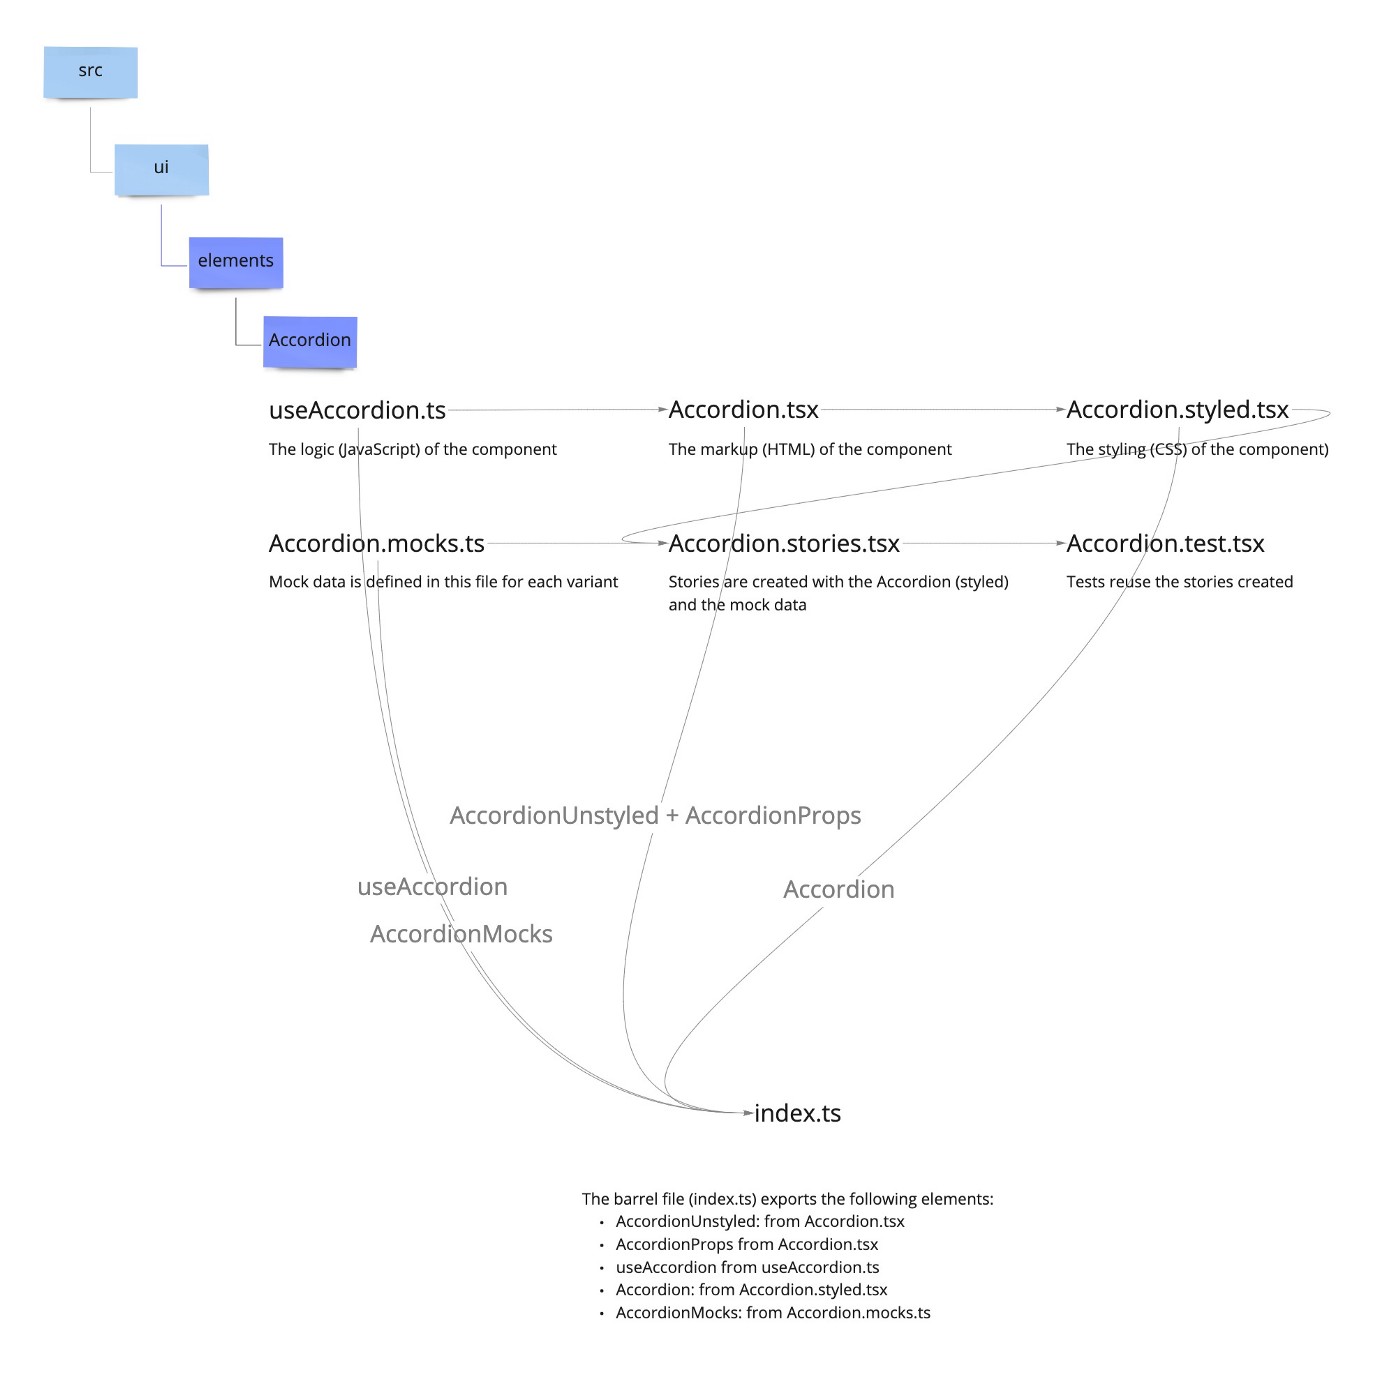 src
ui
elements
Accordion
useAccordion.ts
Accordion.tsx
Accordion.styled.tsx
The logic (JavaScript) of the component
The markup (HTML) of the component
The styling (CSS) of the component)
Accordion.mocks.ts
Accordion.stories.tsx
Accordion.test.tsx
Mock data is defined in this file for each variant
Stories are created with the Accordion (styled)
and the mock data
Tests reuse the stories created
AccordionUnstyled + AccordionProps
useAccordion
Accordion
AccordionMocks
index.ts
The barrel file (index.ts) exports the following elements:
• AccordionUnstyled: from Accordion.tsx
• AccordionProps from Accordion.tsx
• useAccordion from useAccordion.ts
• Accordion: from Accordion.styled.tsx
• AccordionMocks: from Accordion.mocks.ts